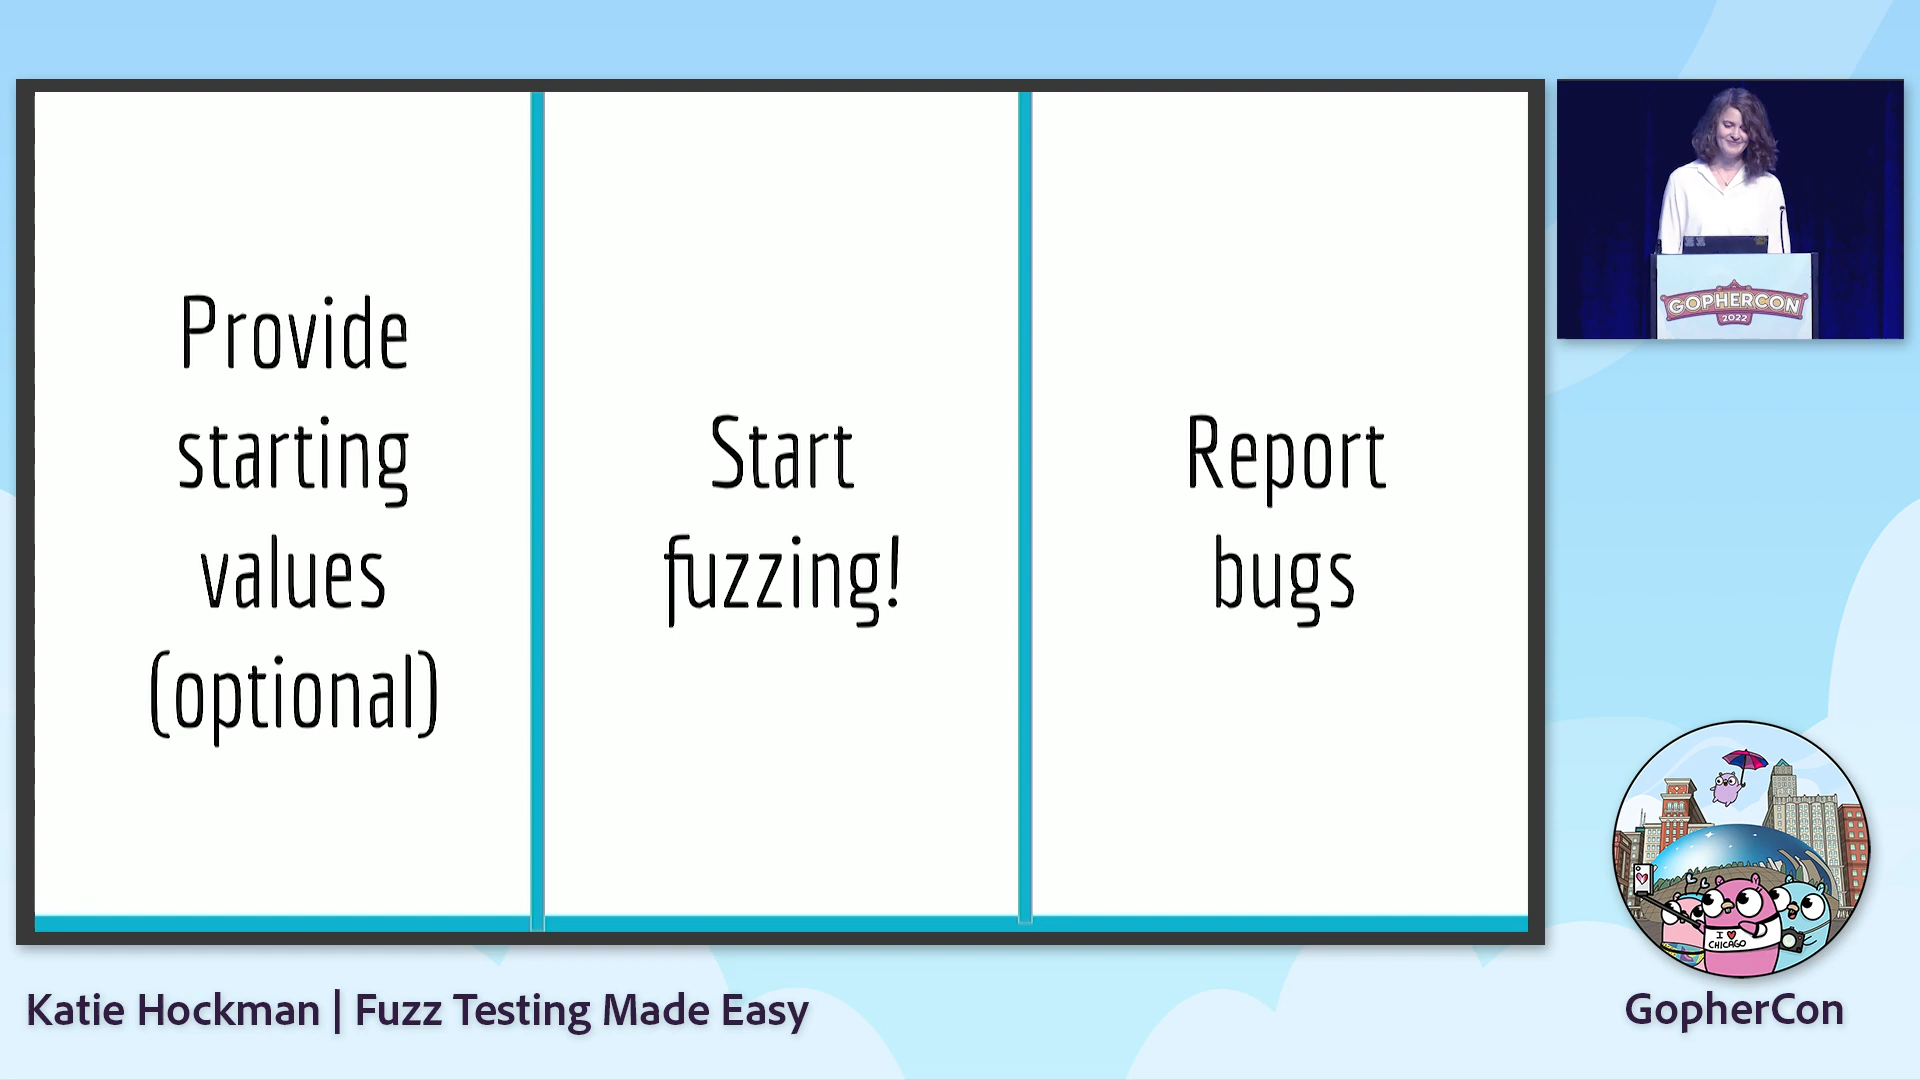 Provide
starting
values
(optional)
Start
fuzzing!
Report
bugs
GOPHERCON
2022
I ♥
CHICAGO
Katie Hockman | Fuzz Testing Made Easy
GopherCon